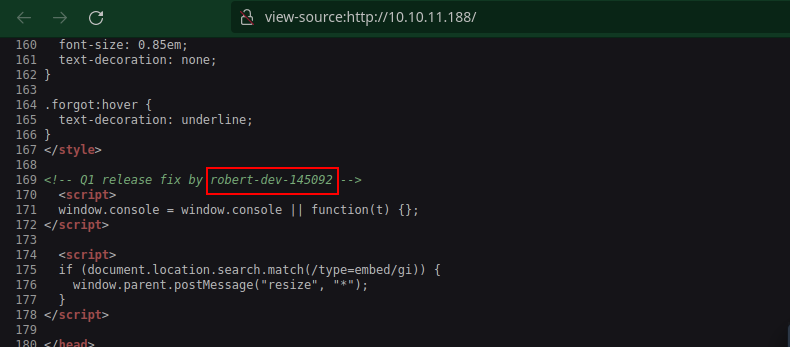 view-source:http://10.10.11.188/
160 font-size: 0.85em;
161 text-decoration: none;
162 }
163
164 .forgot:hover {
165 text-decoration: underline;
166 }
167 </style>
168
169 <!-- Q1 release fix by robert-dev-145092 -->
170 <script>
171 window.console = window.console || function(t) {};
172 </script>
173
174 <script>
175 if (document.location.search.match(/type=embed/gi)) {
176 window.parent.postMessage("resize", "*");
177 }
178 </script>
179
180 </head>